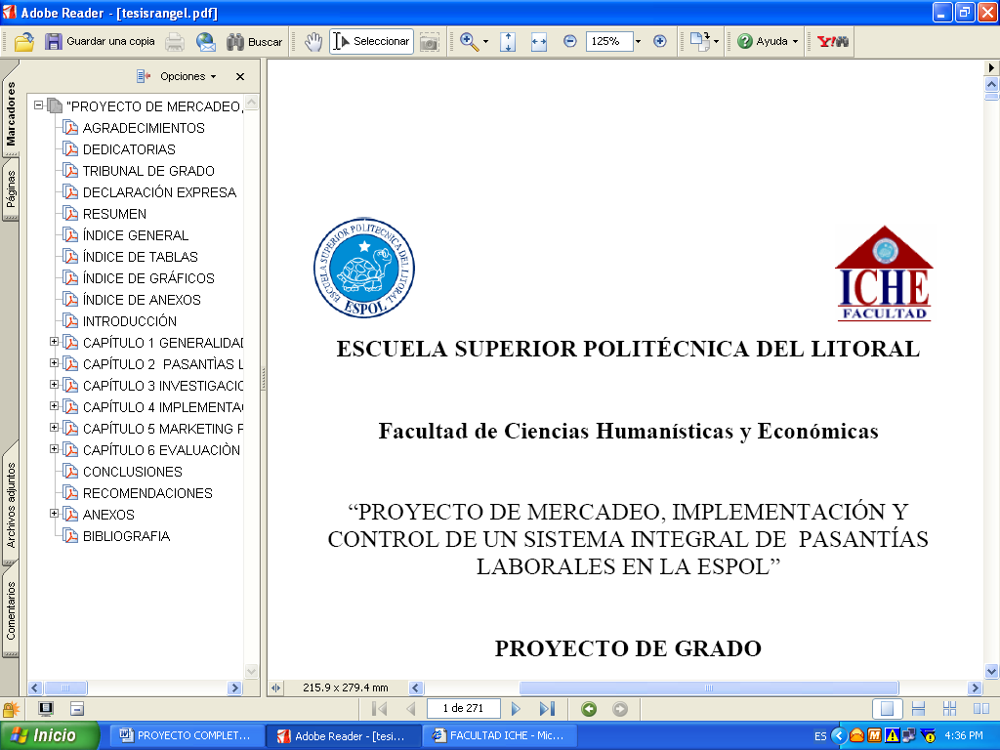 Adobe Reader - [tesisrangel.pdf]
Guardar una copia
Buscar
Seleccionar
125%
Ayuda
Y!
Marcadores
Páginas
Archivos adjuntos
Comentarios
Opciones
"PROYECTO DE MERCADEO,
AGRADECIMIENTOS
DEDICATORIAS
TRIBUNAL DE GRADO
DECLARACIÓN EXPRESA
RESUMEN
ÍNDICE GENERAL
ÍNDICE DE TABLAS
ÍNDICE DE GRÁFICOS
ÍNDICE DE ANEXOS
INTRODUCCIÓN
CAPÍTULO 1 GENERALIDAD
CAPÍTULO 2 PASANTÌAS L
CAPÍTULO 3 INVESTIGACIO
CAPÍTULO 4 IMPLEMENTA
CAPÍTULO 5 MARKETING P
CAPÍTULO 6 EVALUACIÒN
CONCLUSIONES
RECOMENDACIONES
ANEXOS
BIBLIOGRAFIA
ESCUELA SUPERIOR POLITECNICA DEL LITORAL
ESPOL
ICHE
FACULTAD
ESCUELA SUPERIOR POLITÉCNICA DEL LITORAL
Facultad de Ciencias Humanísticas y Económicas
“PROYECTO DE MERCADEO, IMPLEMENTACIÓN Y
CONTROL DE UN SISTEMA INTEGRAL DE PASANTÍAS
LABORALES EN LA ESPOL”
PROYECTO DE GRADO
215.9 x 279.4 mm
1 de 271
Inicio
PROYECTO COMPLET...
Adobe Reader - [tesi...
FACULTAD ICHE - Mic...
ES
4:36 PM